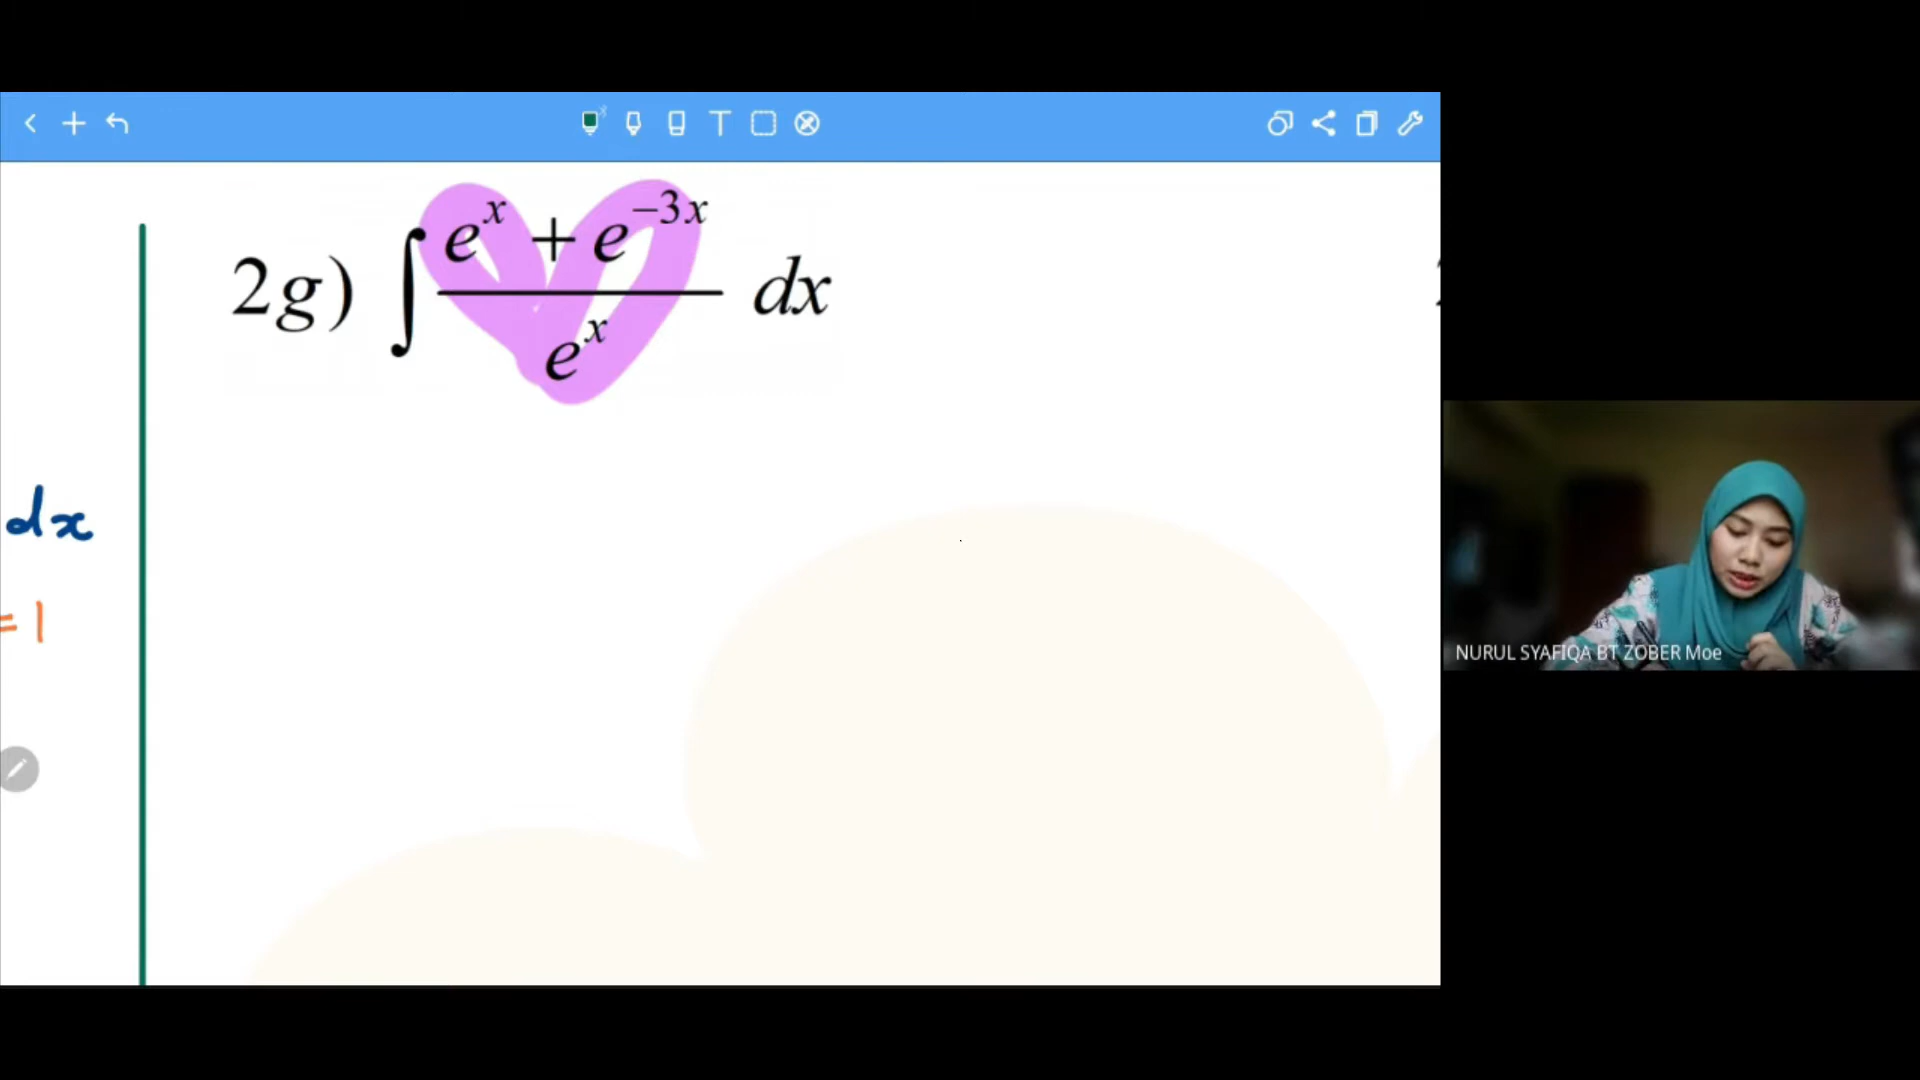 2g) ∫ (e^x + e^{-3x}) / e^x dx
dx
= 1
NURUL SYAFIQA BT ZOBER Moe